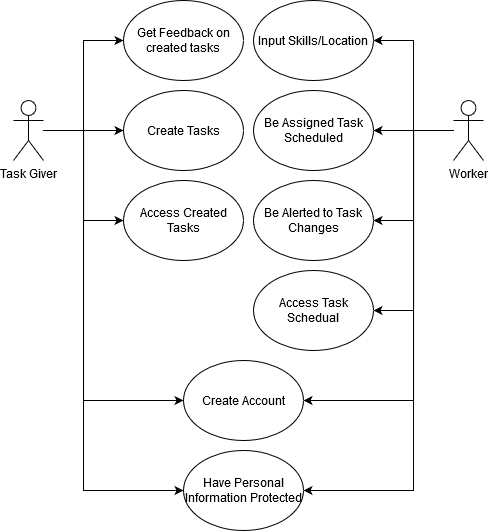 Get Feedback on
created tasks
Input Skills/Location
Task Giver
Create Tasks
Be Assigned Task
Scheduled
Worker
Access Created
Tasks
Be Alerted to Task
Changes
Access Task
Schedual
Create Account
Have Personal
Information Protected